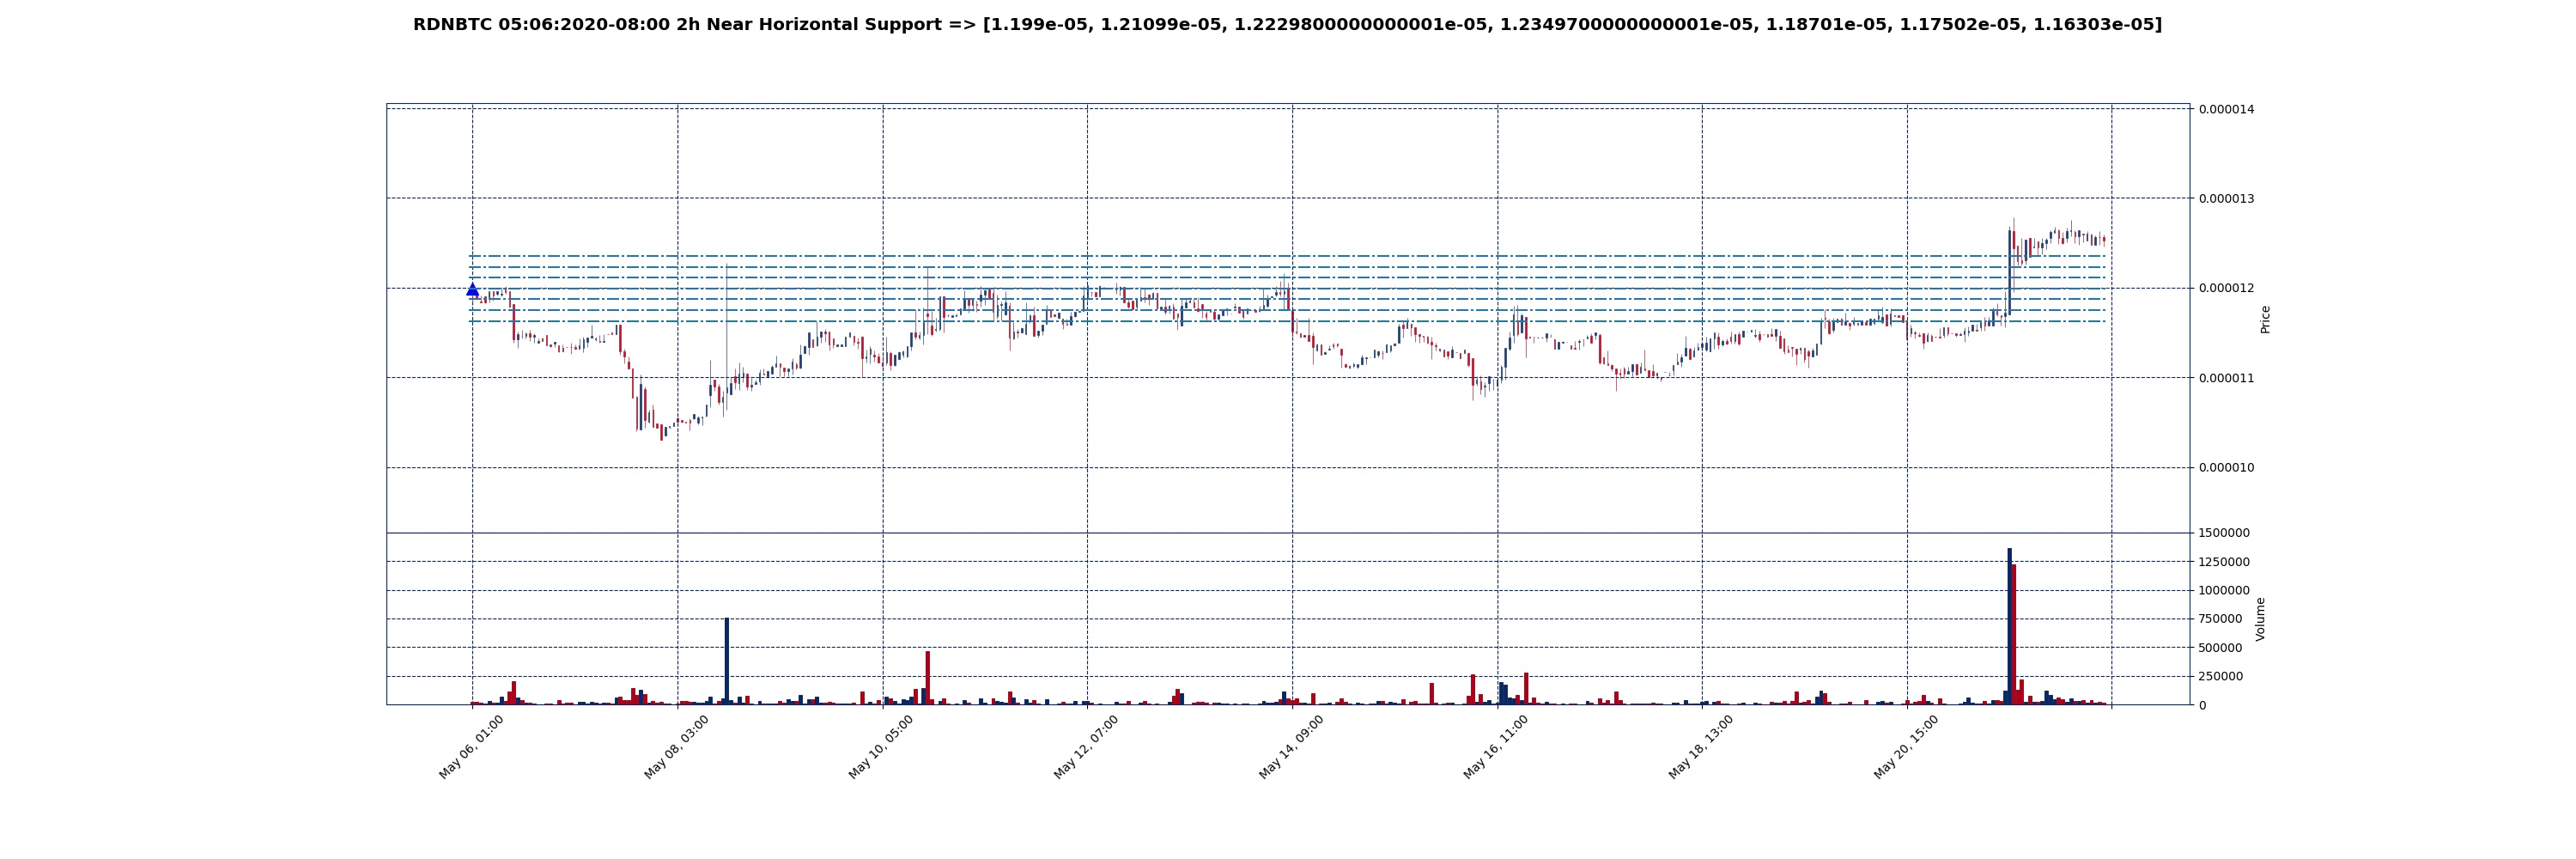 RDNBTC 05:06:2020-08:00 2h Near Horizontal Support => [1.199e-05, 1.21099e-05, 1.2229800000000001e-05, 1.2349700000000001e-05, 1.18701e-05, 1.17502e-05, 1.16303e-05]
0.000014
0.000013
0.000012
Price
0.000011
0.000010
1500000
1250000
1000000
Volume
750000
500000
250000
0
May 06, 01:00
May 08, 03:00
May 10, 05:00
May 12, 07:00
May 14, 09:00
May 16, 11:00
May 18, 13:00
May 20, 15:00